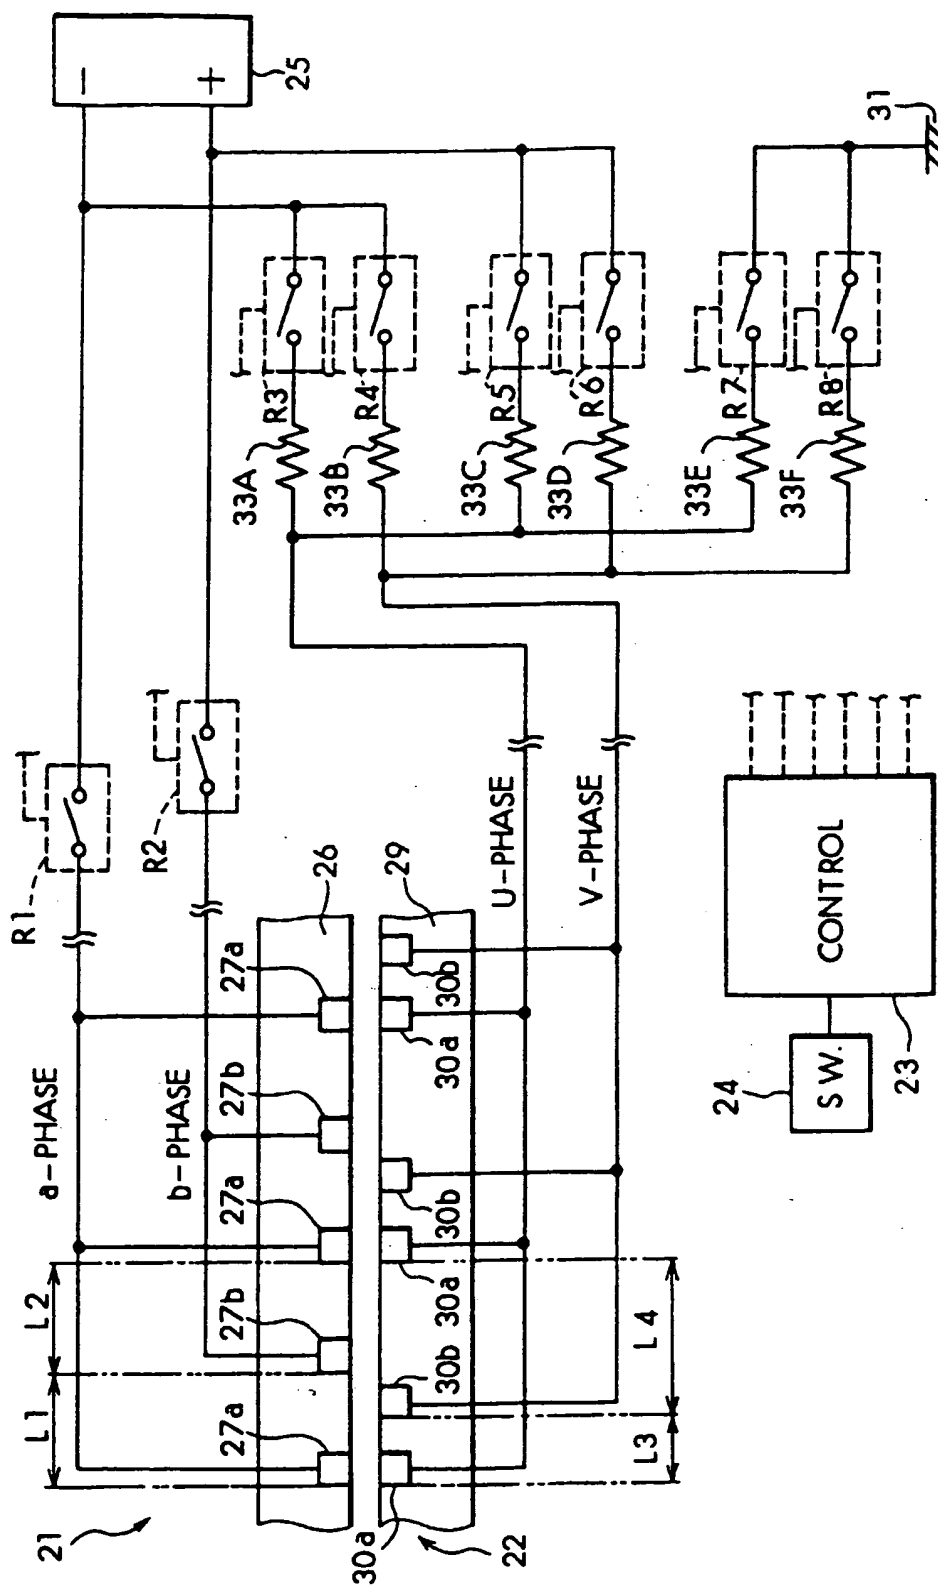 21
L1
L2
a-PHASE
b-PHASE
R1
R2
−
+
25
27a
27b
27a
27b
27a
26
30a
30b
30a
30b
30a
30b
29
22
L3
L4
U-PHASE
V-PHASE
33A
R3
33B
R4
33C
R5
33D
R6
33E
R7
33F
R8
31
24
SW.
CONTROL
23